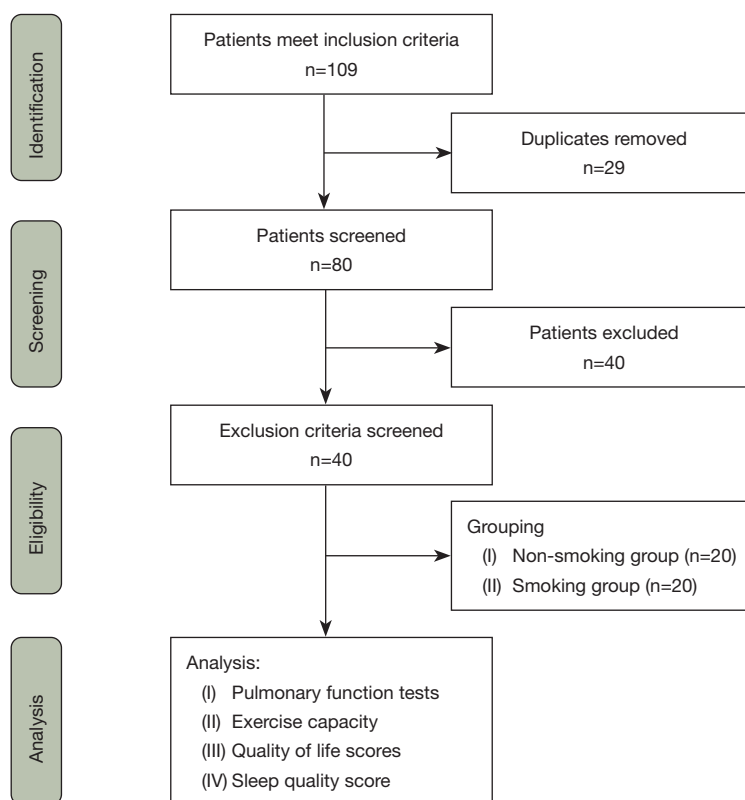 Identification
Patients meet inclusion criteria
n=109
Duplicates removed
n=29
Screening
Patients screened
n=80
Patients excluded
n=40
Eligibility
Exclusion criteria screened
n=40
Grouping
(I) Non-smoking group (n=20)
(II) Smoking group (n=20)
Analysis
Analysis:
(I) Pulmonary function tests
(II) Exercise capacity
(III) Quality of life scores
(IV) Sleep quality score